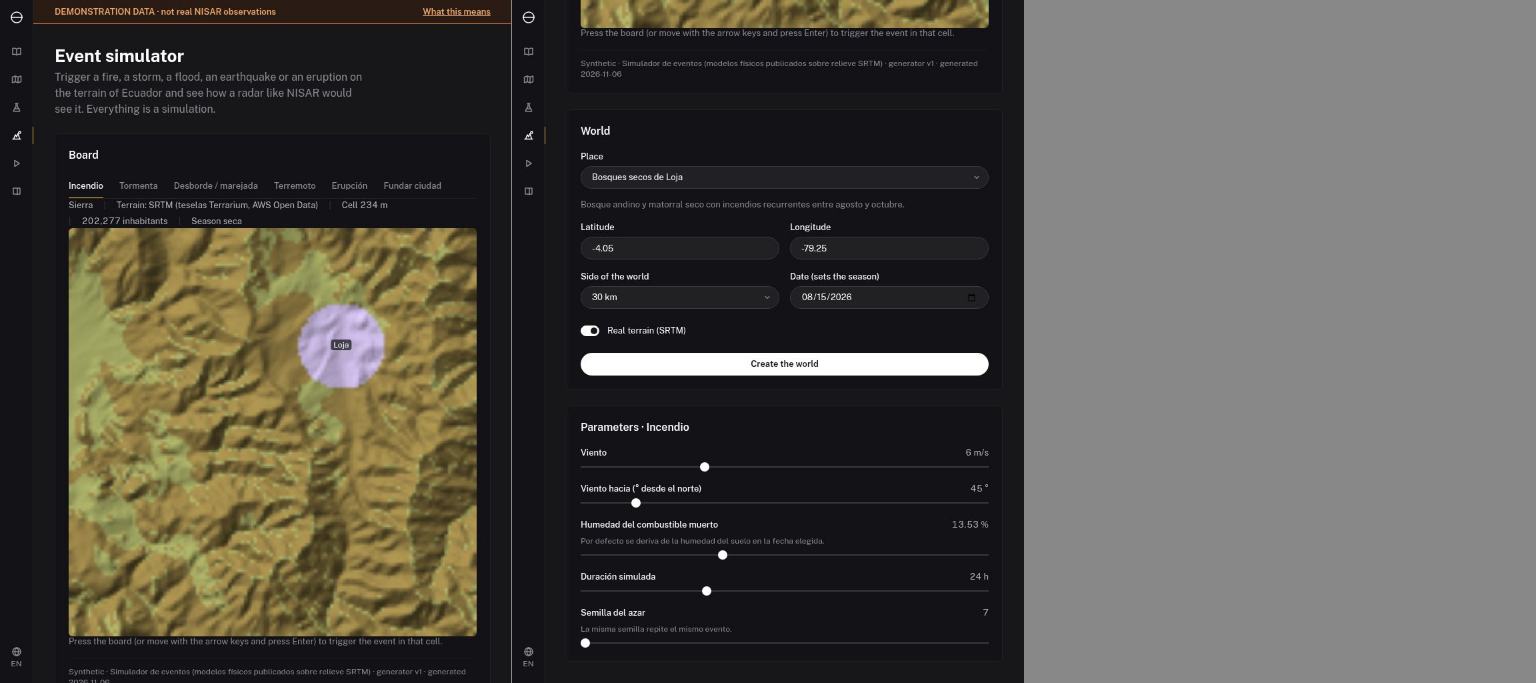 DEMONSTRATION DATA · not real NISAR observations
What this means
Event simulator
Trigger a fire, a storm, a flood, an earthquake or an eruption on
the terrain of Ecuador and see how a radar like NISAR would
see it. Everything is a simulation.
Board
Incendio Tormenta Desborde / marejada Terremoto Erupción Fundar ciudad
Sierra Terrain: SRTM (teselas Terrarium, AWS Open Data) Cell 234 m
202,277 inhabitants Season seca
Loja
Press the board (or move with the arrow keys and press Enter) to trigger the event in that cell.
Synthetic · Simulador de eventos (modelos físicos publicados sobre relieve SRTM) · generator v1 · generated
2026-11-06
EN
Press the board (or move with the arrow keys and press Enter) to trigger the event in that cell.
Synthetic · Simulador de eventos (modelos físicos publicados sobre relieve SRTM) · generator v1 · generated
2026-11-06
World
Place
Bosques secos de Loja
Bosque andino y matorral seco con incendios recurrentes entre agosto y octubre.
Latitude Longitude
-4.05 -79.25
Side of the world Date (sets the season)
30 km 08/15/2026
Real terrain (SRTM)
Create the world
Parameters · Incendio
Viento 6 m/s
Viento hacia (° desde el norte) 45 °
Humedad del combustible muerto 13.53 %
Por defecto se deriva de la humedad del suelo en la fecha elegida.
Duración simulada 24 h
Semilla del azar 7
La misma semilla repite el mismo evento.
EN